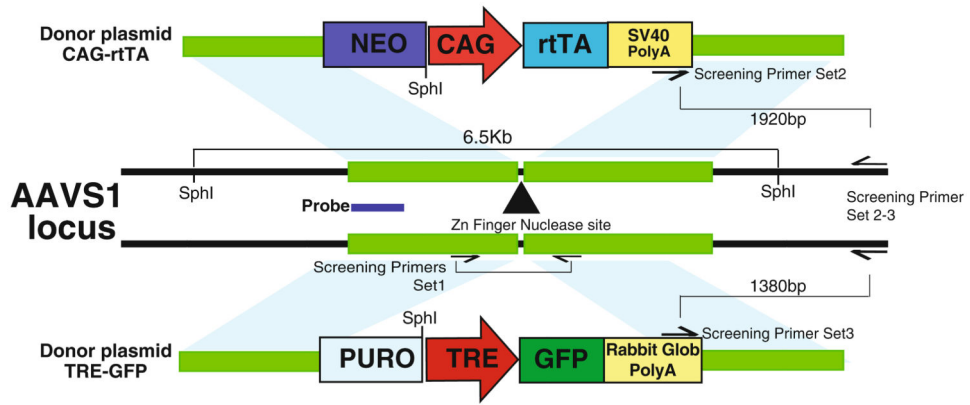 Donor plasmid
CAG-rtTA
NEO
CAG
rtTA
SV40
PolyA
SphI
Screening Primer Set2
1920bp
6.5Kb
SphI
SphI
AAVS1
locus
Probe
Zn Finger Nuclease site
Screening Primer
Set 2-3
Screening Primers
Set1
1380bp
SphI
Screening Primer Set3
Donor plasmid
TRE-GFP
PURO
TRE
GFP
Rabbit Glob
PolyA